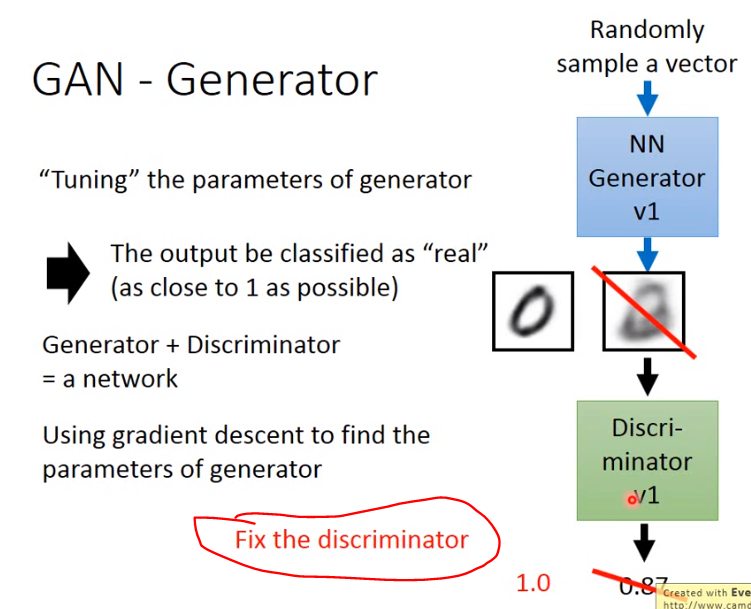 Randomly
sample a vector
GAN - Generator
NN
Generator
v1
“Tuning” the parameters of generator
The output be classified as “real”
(as close to 1 as possible)
Generator + Discriminator
= a network
Using gradient descent to find the
parameters of generator
Discri-
minator
v1
Fix the discriminator
1.0
0.87
Created with Eve
http://www.camd